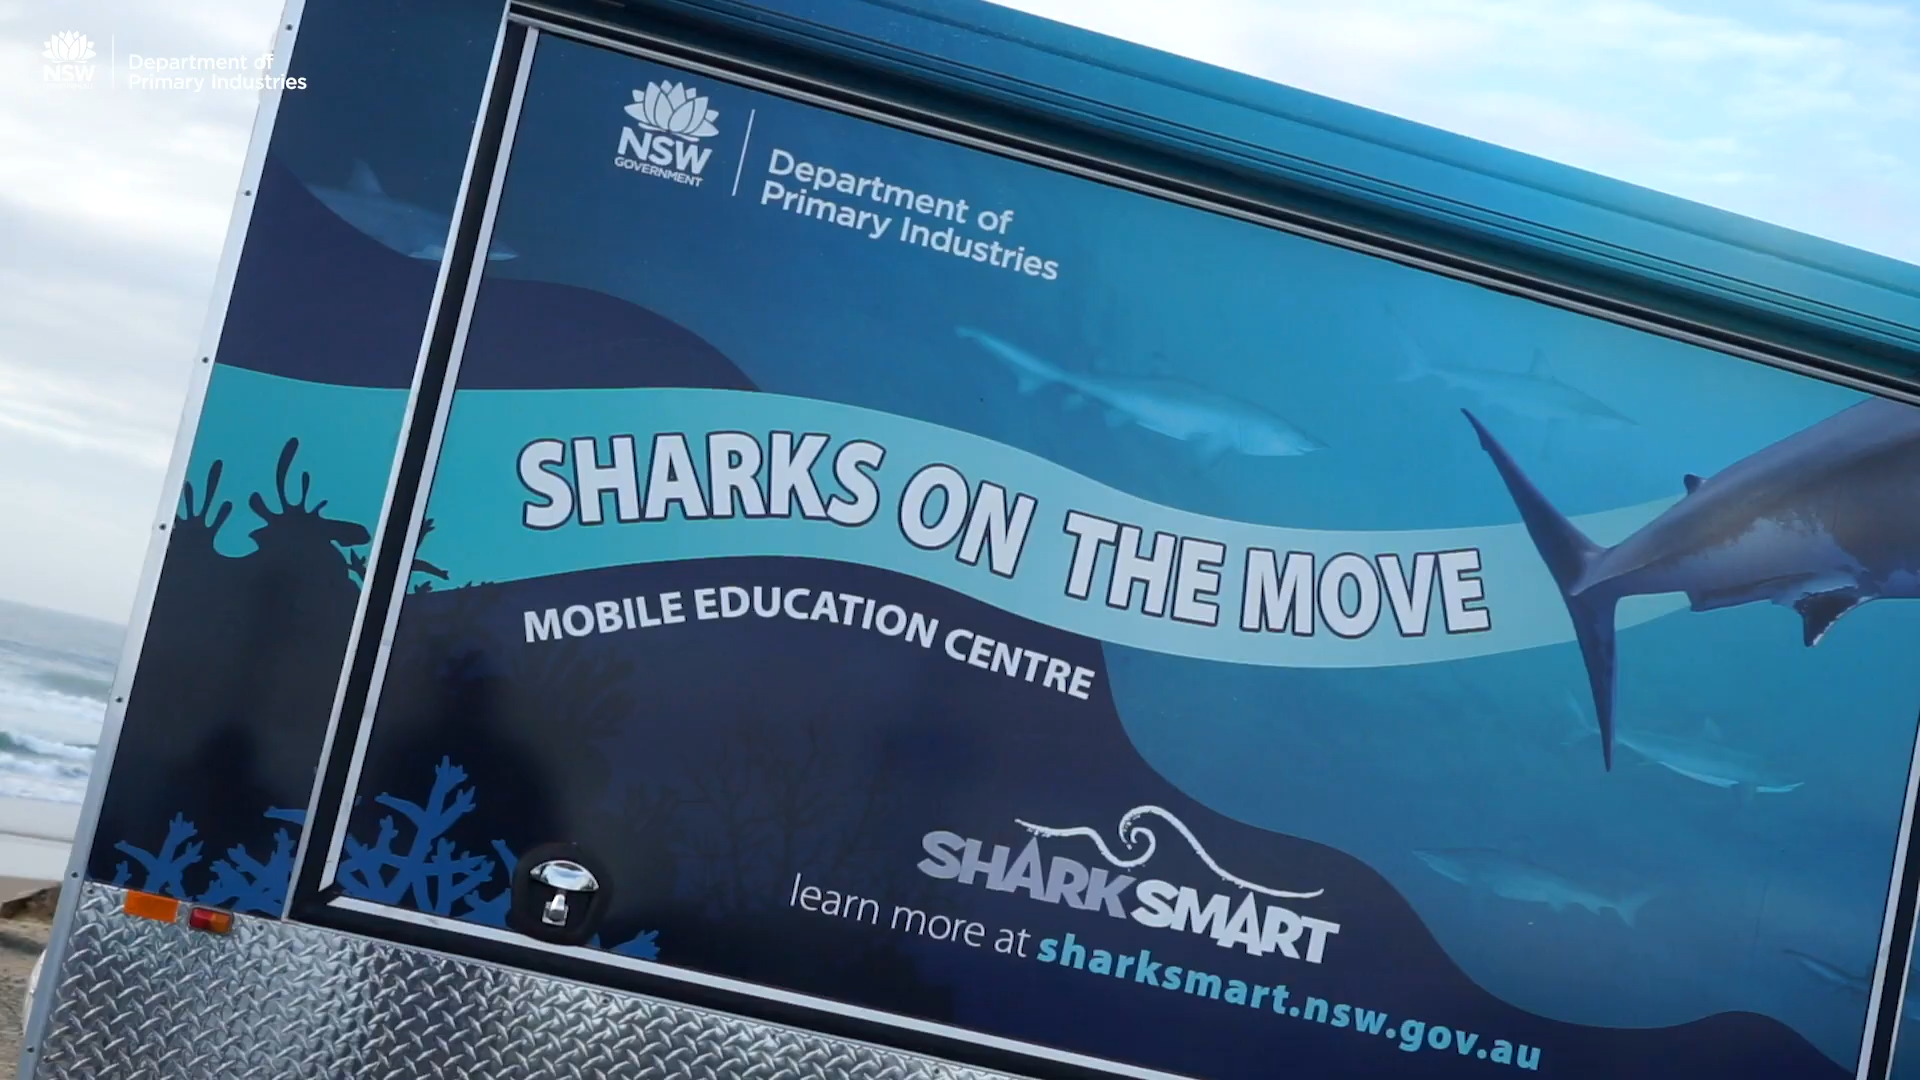 NSW
Department of
Primary Industries
NSW
GOVERNMENT
Department of
Primary Industries
SHARKS ON THE MOVE
MOBILE EDUCATION CENTRE
SHARKSMART
learn more at sharksmart.nsw.gov.au